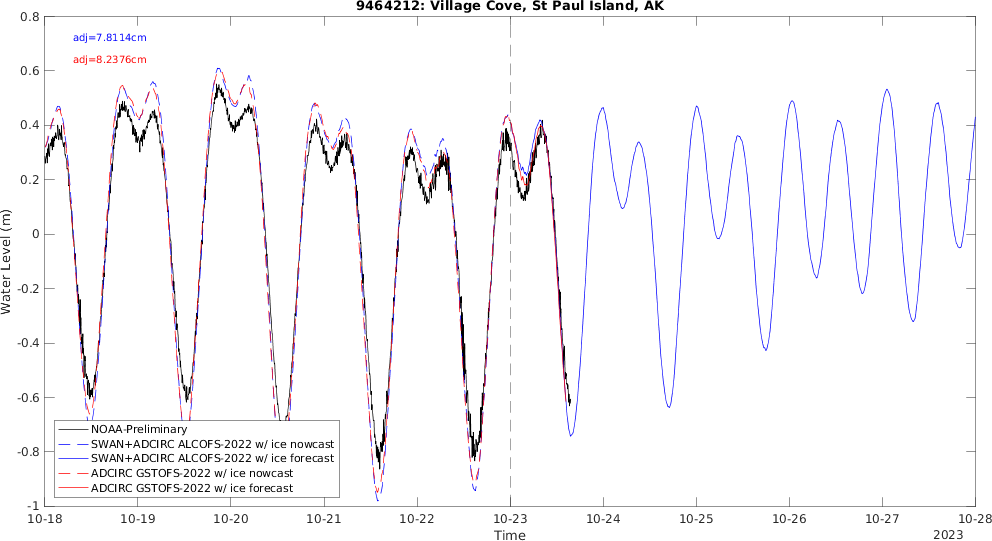 9464212: Village Cove, St Paul Island, AK
adj=7.8114cm
adj=8.2376cm
Water Level (m)
0.8
0.6
0.4
0.2
0
-0.2
-0.4
-0.6
-0.8
-1
NOAA-Preliminary
SWAN+ADCIRC ALCOFS-2022 w/ ice nowcast
SWAN+ADCIRC ALCOFS-2022 w/ ice forecast
ADCIRC GSTOFS-2022 w/ ice nowcast
ADCIRC GSTOFS-2022 w/ ice forecast
10-18 10-19 10-20 10-21 10-22 10-23 10-24 10-25 10-26 10-27 10-28
Time
2023